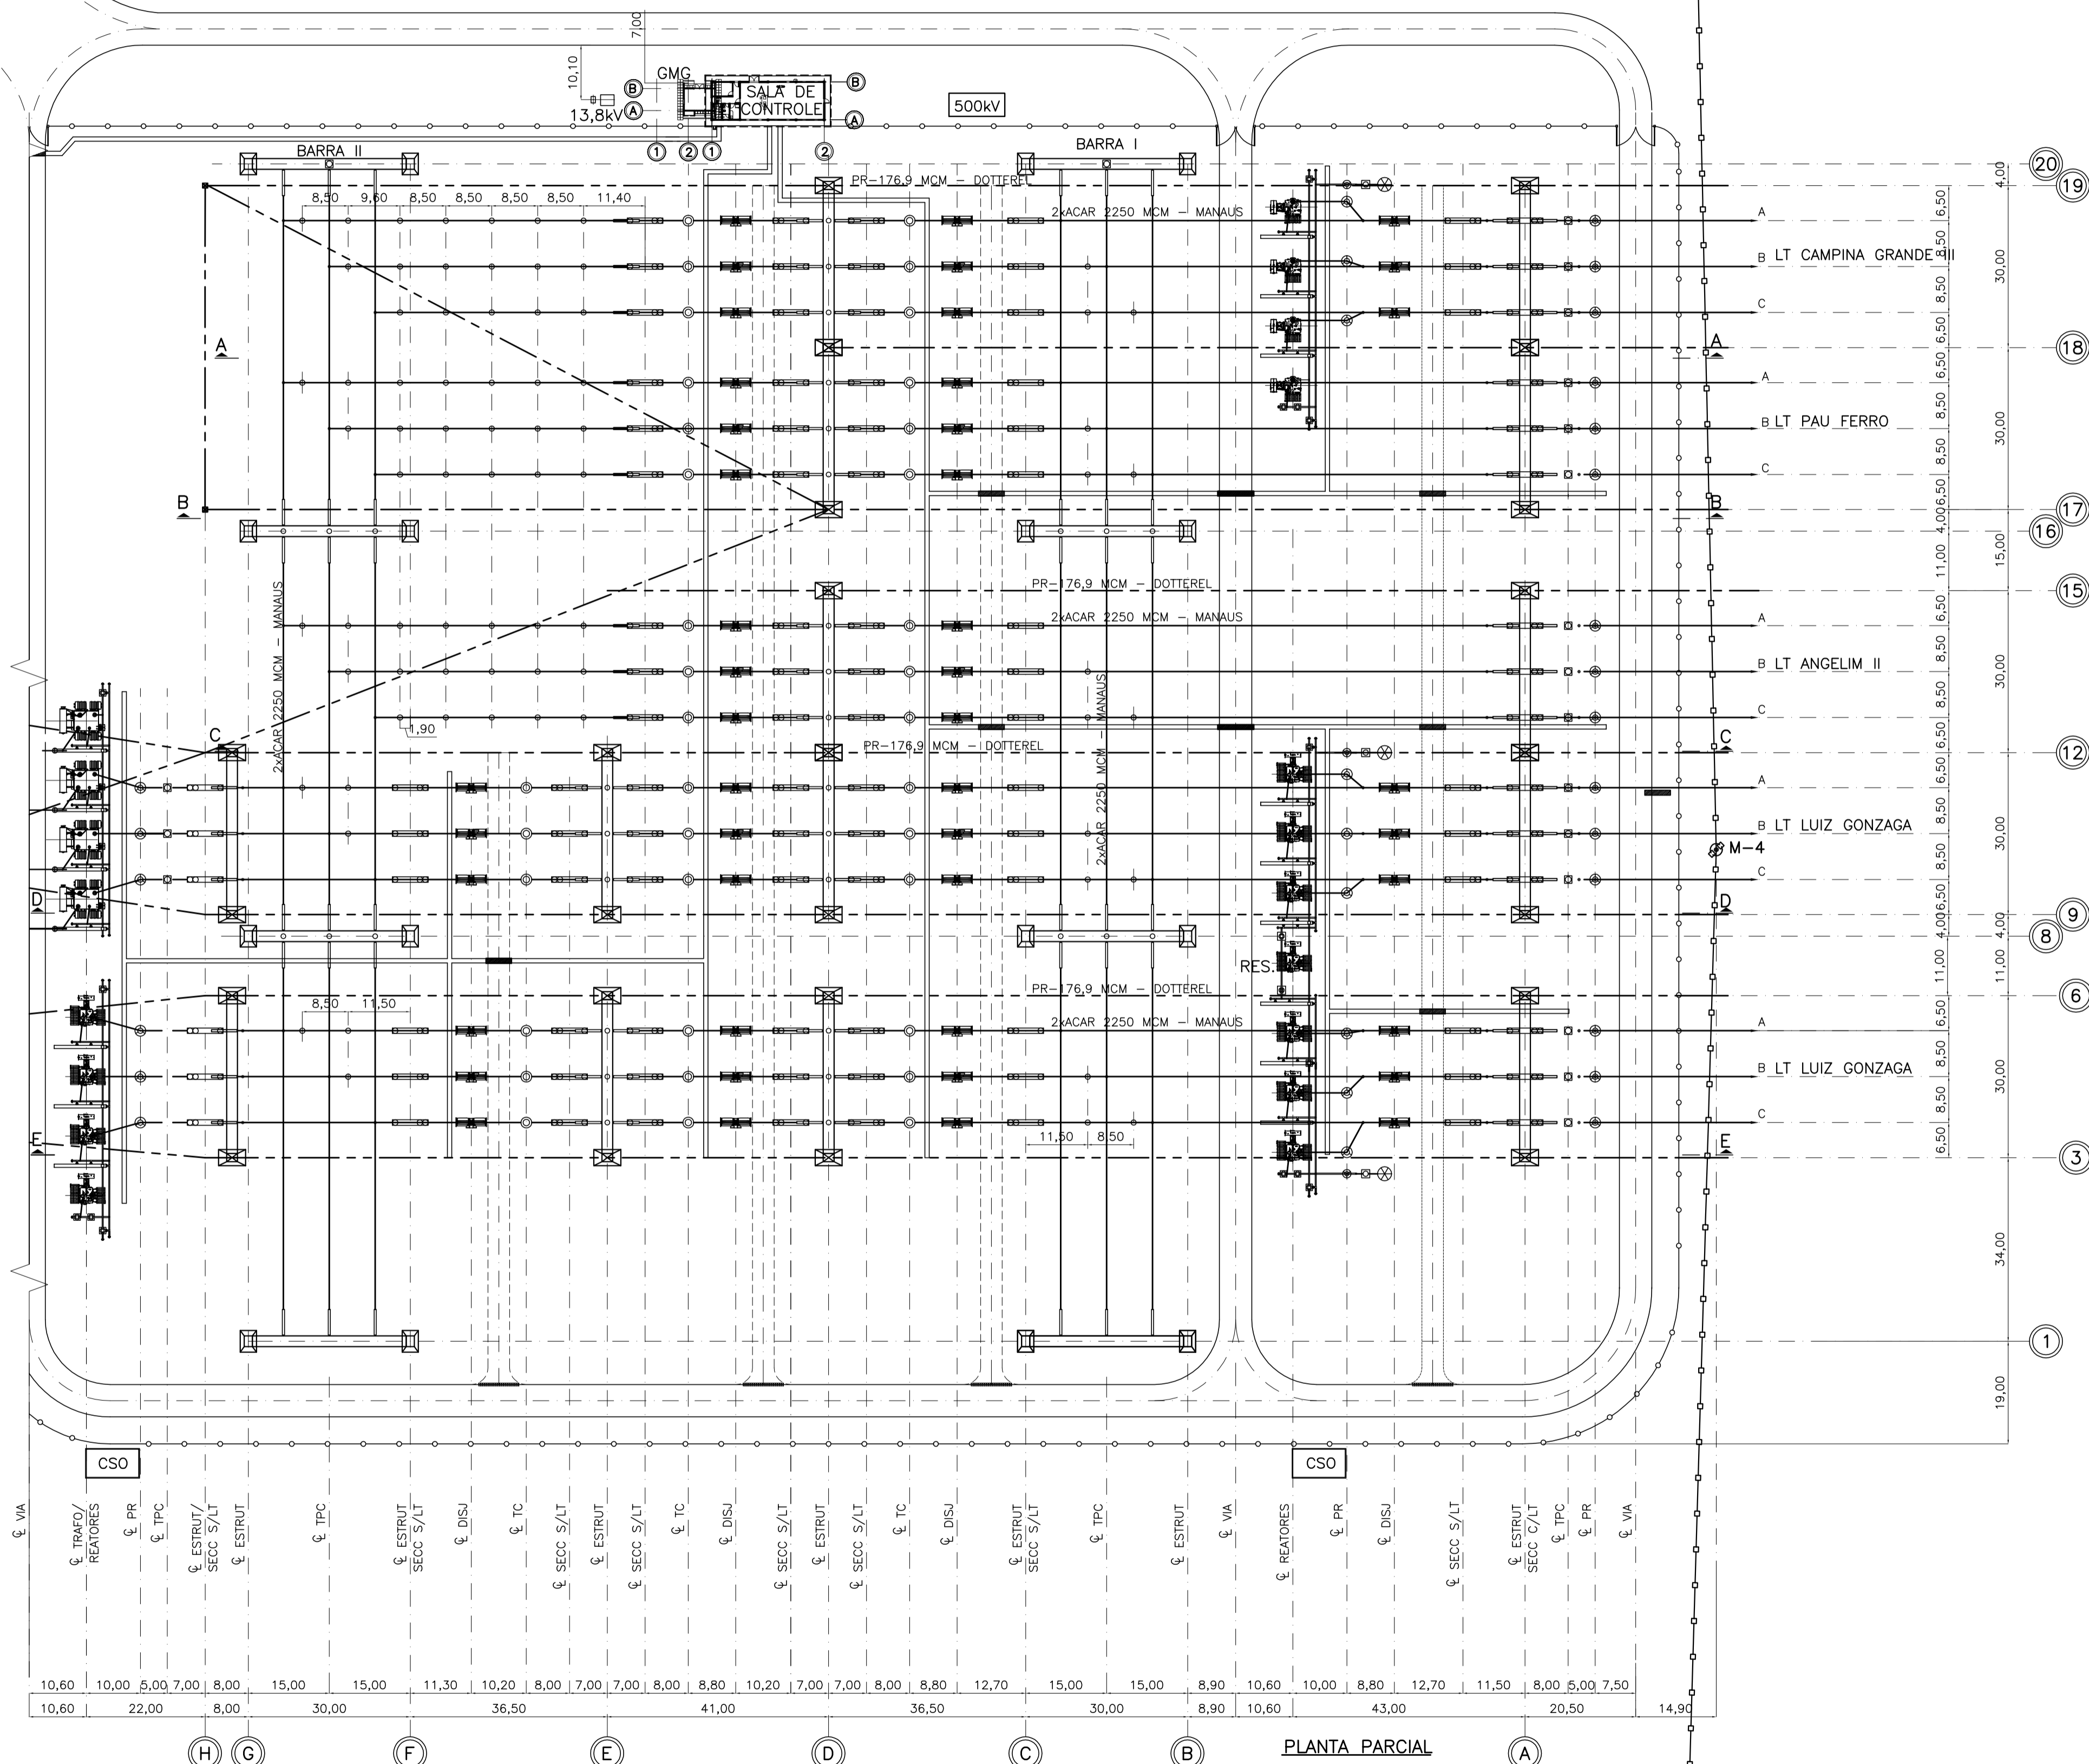 7,00
10,10
GMG
B
B
SALA DE
CONTROLE
13,8kV
A
A
500kV
1
2
1
2
BARRA II
BARRA I
20
4,00
19
PR-176,9 MCM - DOTTEREL
8,50
9,60
8,50
8,50
8,50
8,50
11,40
2xACAR 2250 MCM - MANAUS
6,50
A
8,50
B LT CAMPINA GRANDE III
30,00
8,50
C
6,50
A
A
18
6,50
A
8,50
B LT PAU FERRO
30,00
8,50
C
6,50
B
B
17
4,00
16
11,00
15,00
PR-176,9 MCM - DOTTEREL
15
2xACAR 2250 MCM - MANAUS
2xACAR 2250 MCM - MANAUS
6,50
A
8,50
B LT ANGELIM II
30,00
8,50
C
1,90
6,50
C
PR-176,9 MCM - DOTTEREL
C
12
2xACAR 2250 MCM - MANAUS
6,50
A
8,50
B LT LUIZ GONZAGA
30,00
M-4
8,50
C
6,50
D
D
9
4,00
4,00
8
RES.
11,00
11,00
PR-176,9 MCM - DOTTEREL
6
8,50
11,50
2xACAR 2250 MCM - MANAUS
6,50
A
8,50
B LT LUIZ GONZAGA
30,00
8,50
C
11,50
8,50
6,50
E
E
3
34,00
1
19,00
CSO
CSO
℄ VIA
℄ TRAFO/
REATORES
℄ PR
℄ TPC
℄ ESTRUT/
SECC S/LT
℄ ESTRUT
℄ TPC
℄ ESTRUT
SECC S/LT
℄ DISJ
℄ TC
℄ SECC S/LT
℄ ESTRUT
℄ SECC S/LT
℄ TC
℄ DISJ
℄ SECC S/LT
℄ ESTRUT
℄ SECC S/LT
℄ TC
℄ DISJ
℄ ESTRUT
SECC S/LT
℄ TPC
℄ ESTRUT
℄ VIA
℄ REATORES
℄ PR
℄ DISJ
℄ SECC S/LT
℄ ESTRUT
SECC C/LT
℄ TPC
℄ PR
℄ VIA
10,60 10,00 5,00 7,00 8,00 15,00 15,00 11,30 10,20 8,00 7,00 7,00 8,00 8,80 10,20 7,00 7,00 8,00 8,80 12,70 15,00 15,00 8,90 10,60 10,00 8,80 12,70 11,50 8,00 5,00 7,50
10,60 22,00 8,00 30,00 36,50 41,00 36,50 30,00 8,90 10,60 43,00 20,50 14,90
H G F E D C B A
PLANTA PARCIAL